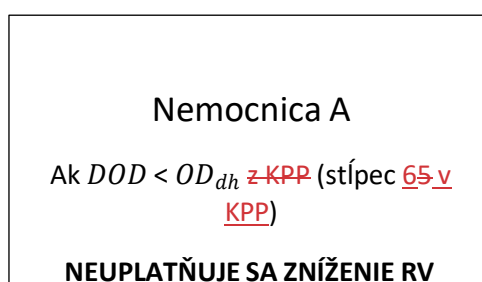 Nemocnica A
Ak DOD < OD_dh z KPP (stĺpec 65 v
KPP)
NEUPLATŇUJE SA ZNÍŽENIE RV